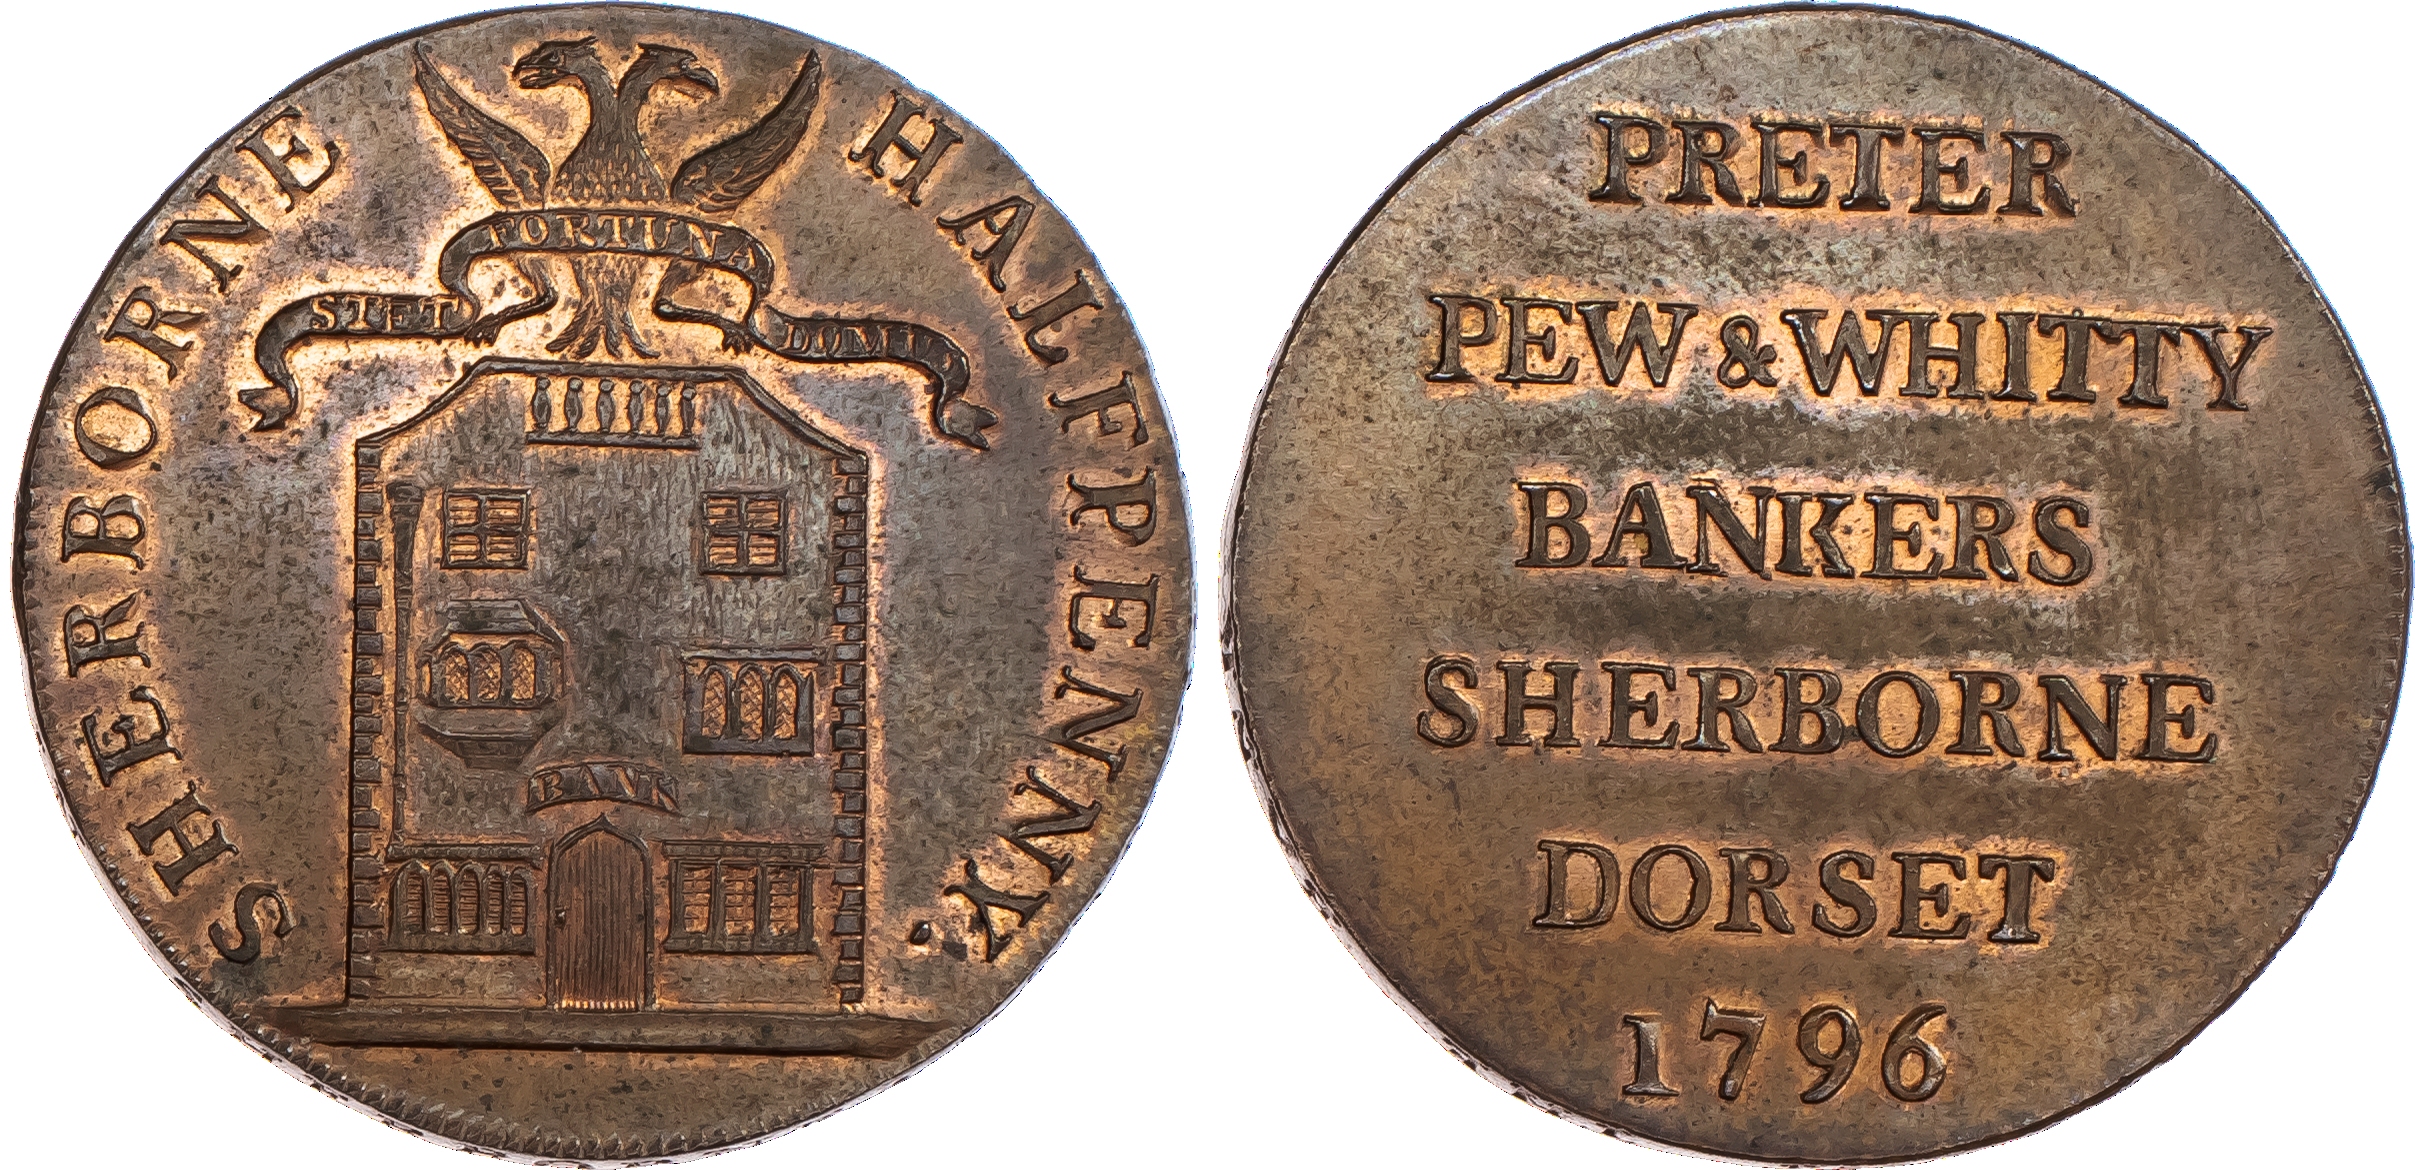 SHERBORNE HALFPENNY.
STET FORTUNA DOMUS
BANK
PRETER
PEW & WHITTY
BANKERS
SHERBORNE
DORSET
1796